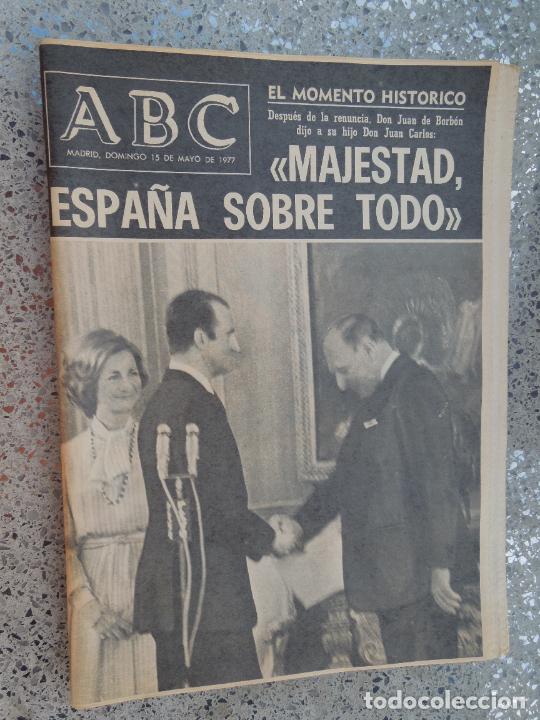 ABC
MADRID, DOMINGO 15 DE MAYO DE 1977
EL MOMENTO HISTORICO
Después de la renuncia, Don Juan de Borbón
dijo a su hijo Don Juan Carlos:
«MAJESTAD,
ESPAÑA SOBRE TODO»
todocoleccion.net